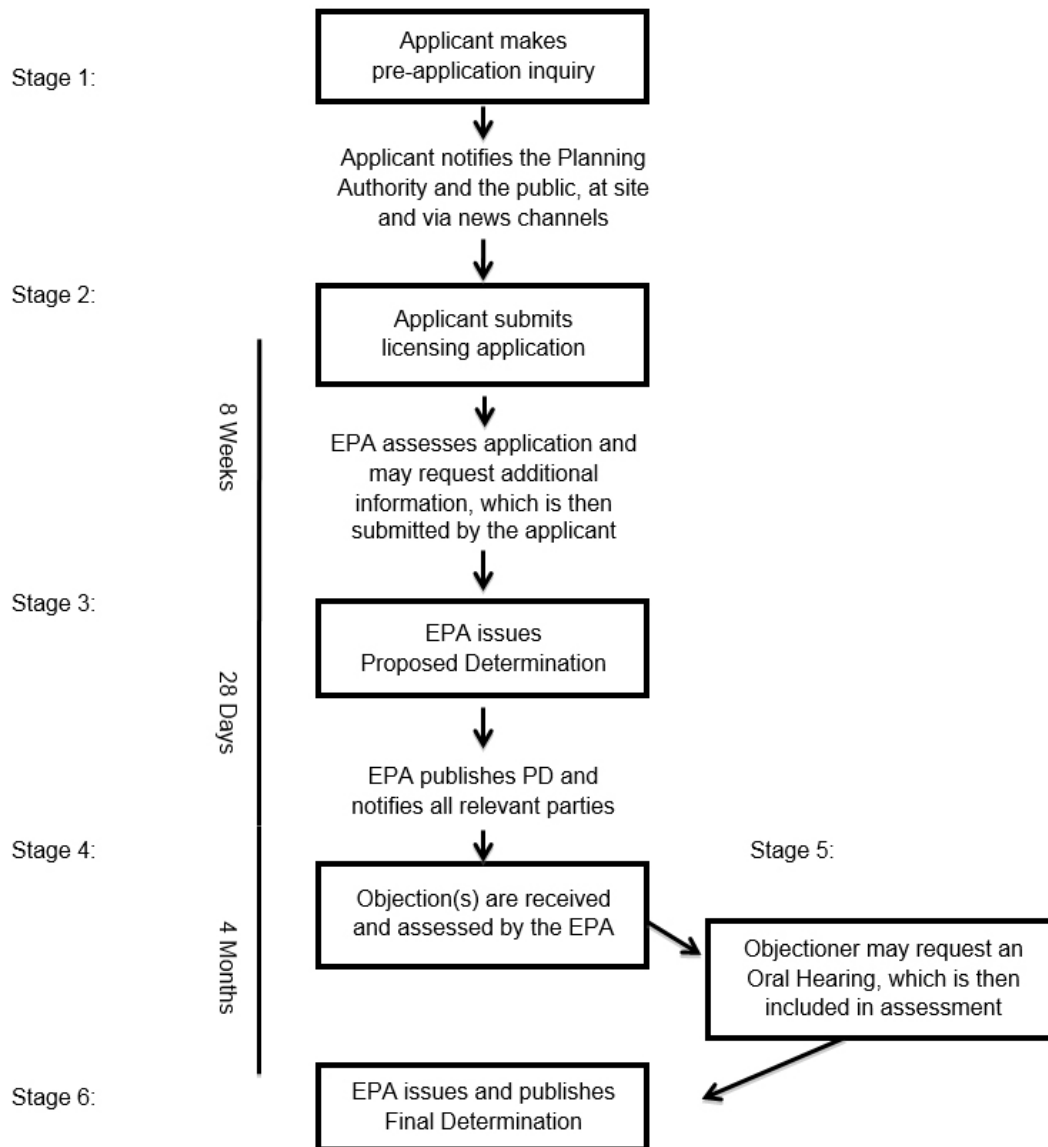 Stage 1:
Applicant makes
pre-application inquiry
Applicant notifies the Planning
Authority and the public, at site
and via news channels
Stage 2:
Applicant submits
licensing application
8 Weeks
EPA assesses application and
may request additional
information, which is then
submitted by the applicant
Stage 3:
EPA issues
Proposed Determination
28 Days
EPA publishes PD and
notifies all relevant parties
Stage 4:
Objection(s) are received
and assessed by the EPA
Stage 5:
Objectioner may request an
Oral Hearing, which is then
included in assessment
4 Months
Stage 6:
EPA issues and publishes
Final Determination